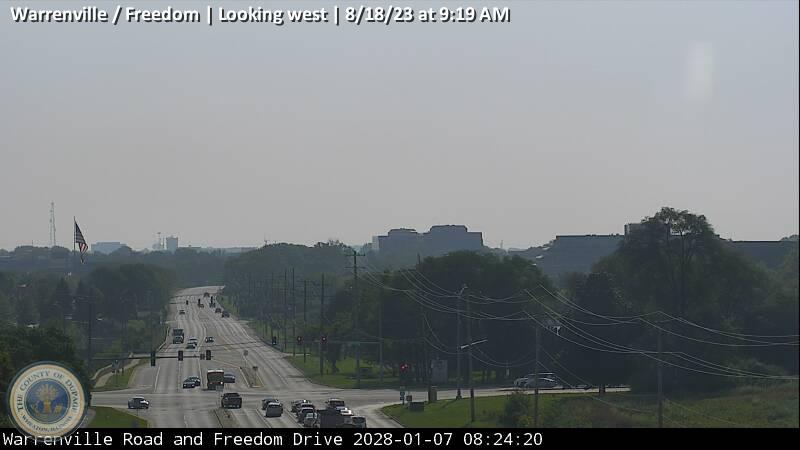 Warrenville / Freedom | Looking west | 8/18/23 at 9:19 AM
THE COUNTY OF DUPAGE
Warrenville Road and Freedom Drive 2028-01-07 08:24:20